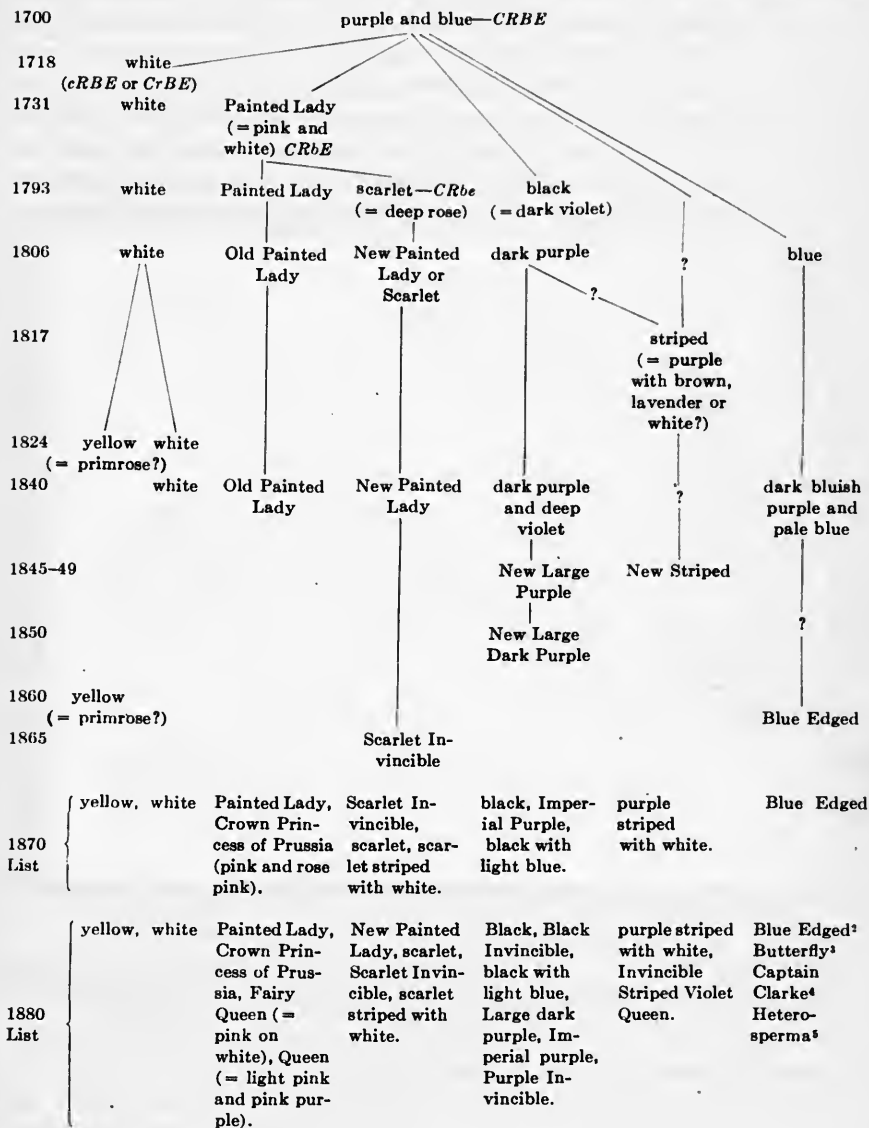 1700 purple and blue—CRBE
1718 white
(cRBE or CrBE)
1731 white Painted Lady
(= pink and
white) CRbE
1793 white Painted Lady scarlet—CRbe black
(= deep rose) (= dark violet)
1806 white Old Painted New Painted dark purple ? blue
Lady Lady or
Scarlet
?
1817 striped
(= purple
with brown,
lavender or
white?)
1824 yellow white
(= primrose?)
1840 white Old Painted New Painted dark purple ? dark bluish
Lady Lady and deep purple and
violet pale blue
1845–49 New Large New Striped
Purple
1850 New Large ?
Dark Purple
1860 yellow
(= primrose?) Blue Edged
1865 Scarlet In-
vincible
1870
List
yellow, white
Painted Lady,
Crown Prin-
cess of Prussia
(pink and rose
pink).
Scarlet In-
vincible,
scarlet, scar-
let striped
with white.
black, Imper-
ial Purple,
black with
light blue.
purple
striped
with white.
Blue Edged
1880
List
yellow, white
Painted Lady,
Crown Prin-
cess of Prus-
sia, Fairy
Queen (=
pink on
white), Queen
(= light pink
and pink pur-
ple).
New Painted
Lady, scarlet,
Scarlet Invin-
cible, scarlet
striped with
white.
Black, Black
Invincible,
black with
light blue,
Large dark
purple, Im-
perial purple,
Purple In-
vincible.
purple striped
with white,
Invincible
Striped Violet
Queen.
Blue Edged²
Butterfly³
Captain
Clarke⁴
Hetero-
sperma⁵